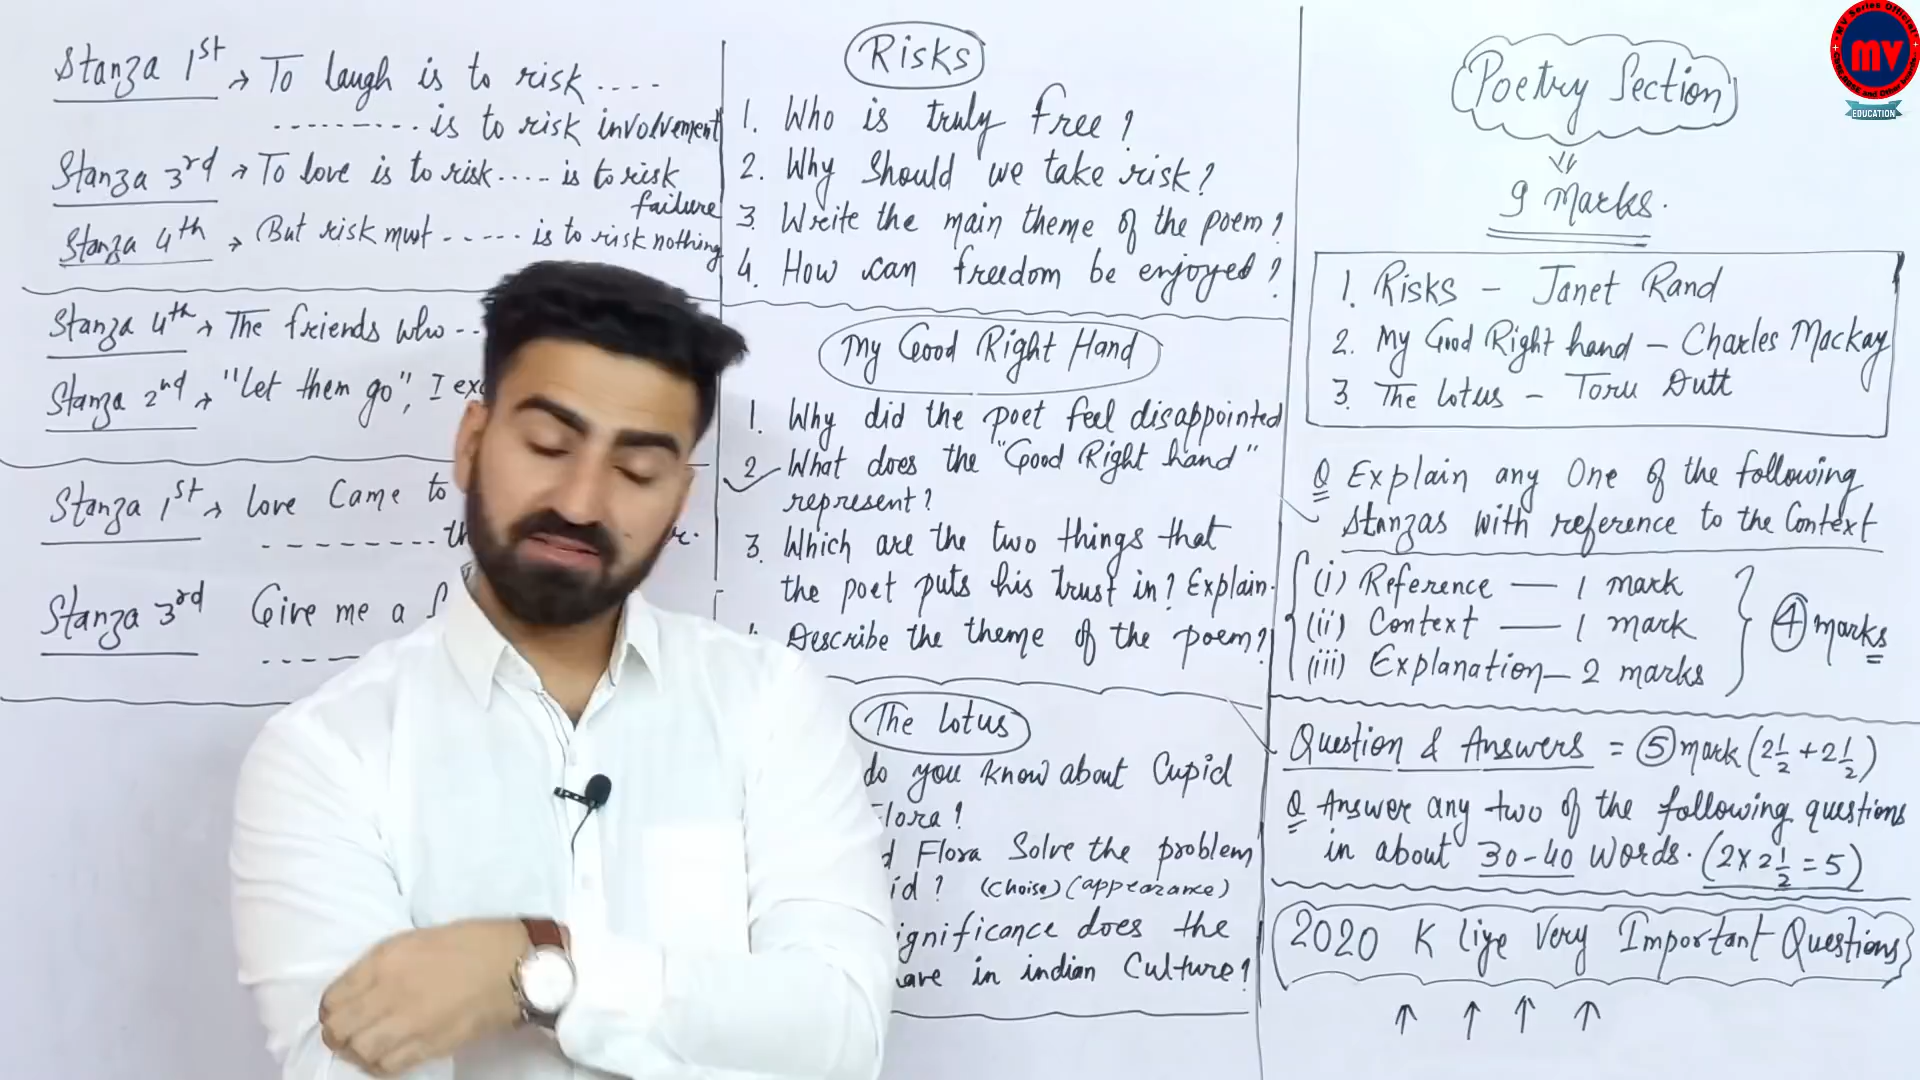 Stanza 1st → To laugh is to risk ....
.......... is to risk involvement
Stanza 3rd → To love is to risk .... is to risk
failure
Stanza 4th → But risk must ----- is to risk nothing
Stanza 4th → The friends who --
Stanza 2nd → "Let them go", I
Stanza 1st → Love Came to
Stanza 3rd Give me a
Risks
1. Who is truly free?
2. Why Should we take risk?
3. Write the main theme of the poem?
4. How can freedom be enjoyed?
My Good Right Hand
1. Why did the poet feel disappointed
2. What does the "Good Right hand"
represent?
3. Which are the two things that
the poet puts his trust in? Explain.
Describe the theme of the poem?
The Lotus
do you know about Cupid
lora?
d Flora Solve the problem
id? (Choise) (appearance)
ignificance does the
ave in indian Culture?
Poetry Section
9 Marks.
1. Risks – Janet Rand
2. My Good Right hand – Charles Mackay
3. The Lotus – Toru Dutt
Q Explain any One of the following
Stanzas with reference to the Context
(i) Reference — 1 mark
(ii) Context — 1 mark
(iii) Explanation — 2 marks
4 marks
Question & Answers = 5 mark (2½ + 2½)
Q Answer any two of the following questions
in about 30-40 Words. (2 x 2½ = 5)
2020 K liye Very Important Questions
MV Series Official
MV
EDUCATION